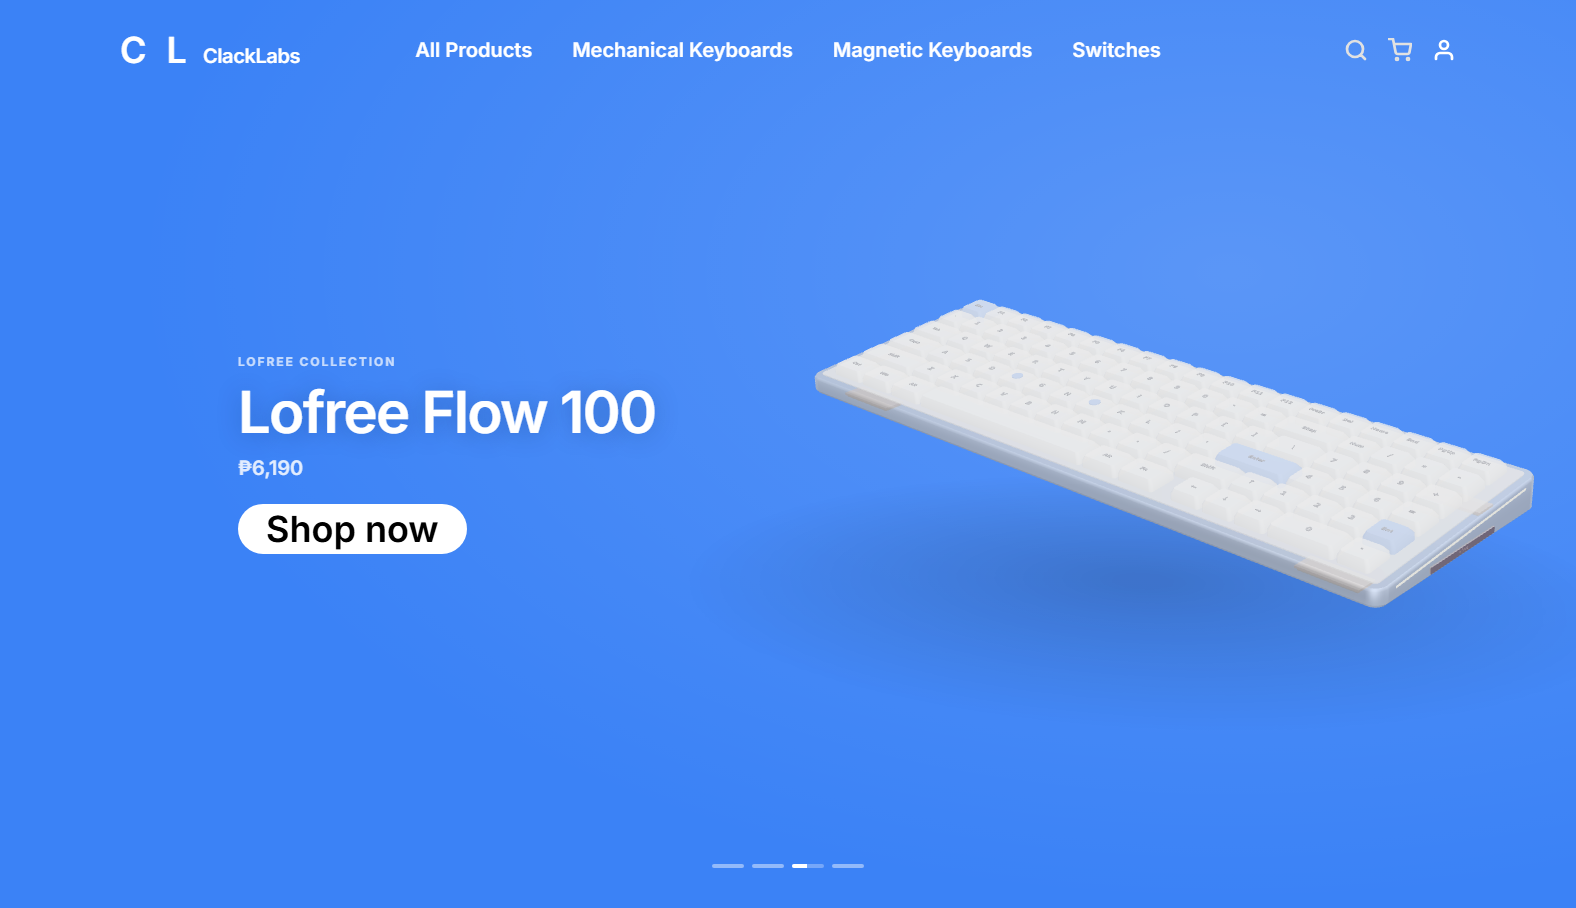 C L ClackLabs
All Products
Mechanical Keyboards
Magnetic Keyboards
Switches
LOFREE COLLECTION
Lofree Flow 100
₱6,190
Shop now